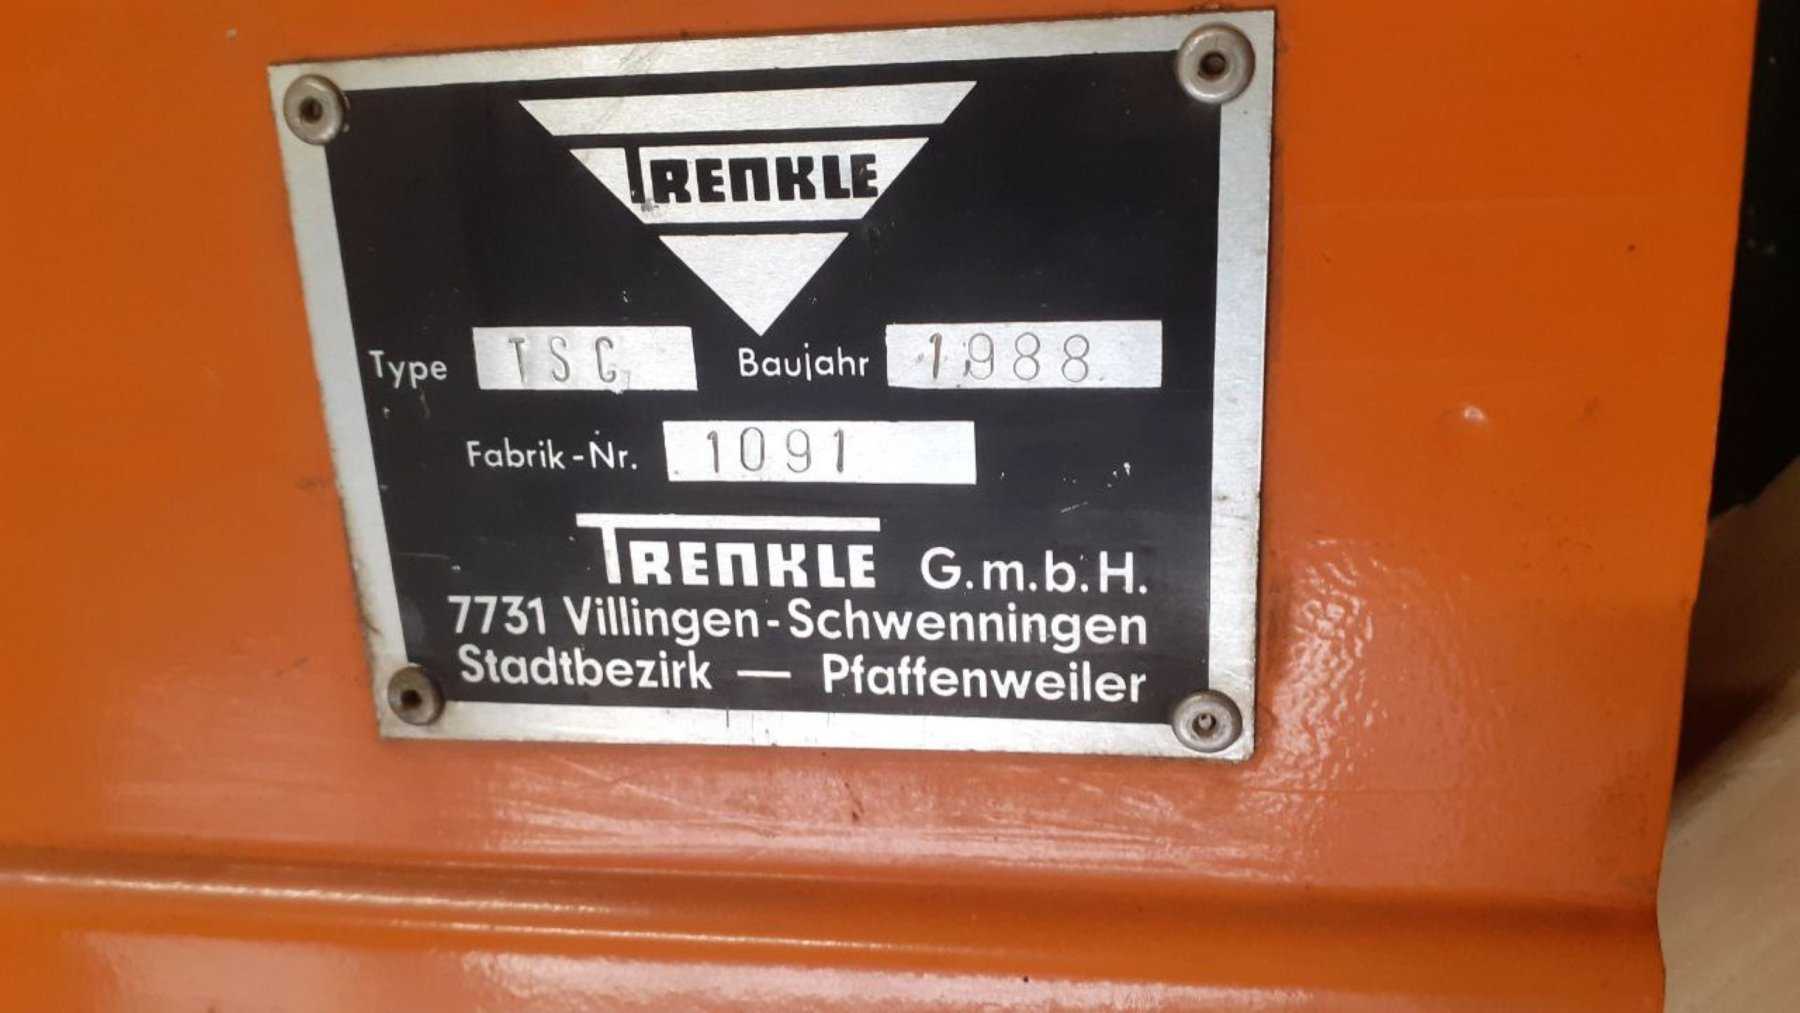 TRENKLE
Type TSC Baujahr 1988
Fabrik-Nr. 1091
TRENKLE G.m.b.H.
7731 Villingen-Schwenningen
Stadtbezirk — Pfaffenweiler